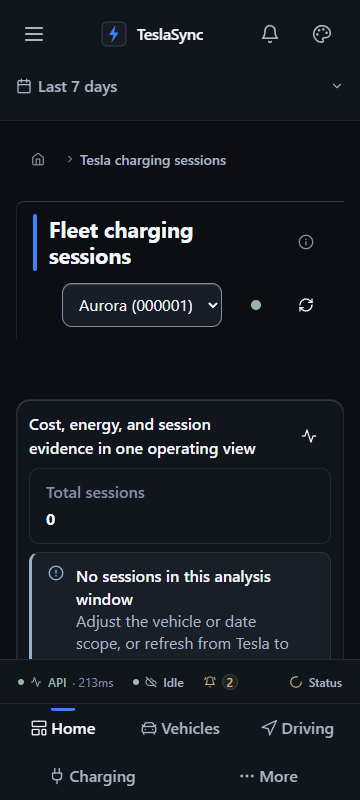 TeslaSync
Last 7 days
Tesla charging sessions
Fleet charging
sessions
Aurora (000001)
Cost, energy, and session
evidence in one operating view
Total sessions
0
No sessions in this analysis
window
Adjust the vehicle or date
scope, or refresh from Tesla to
API · 213ms Idle 2 Status
Home Vehicles Driving
Charging More